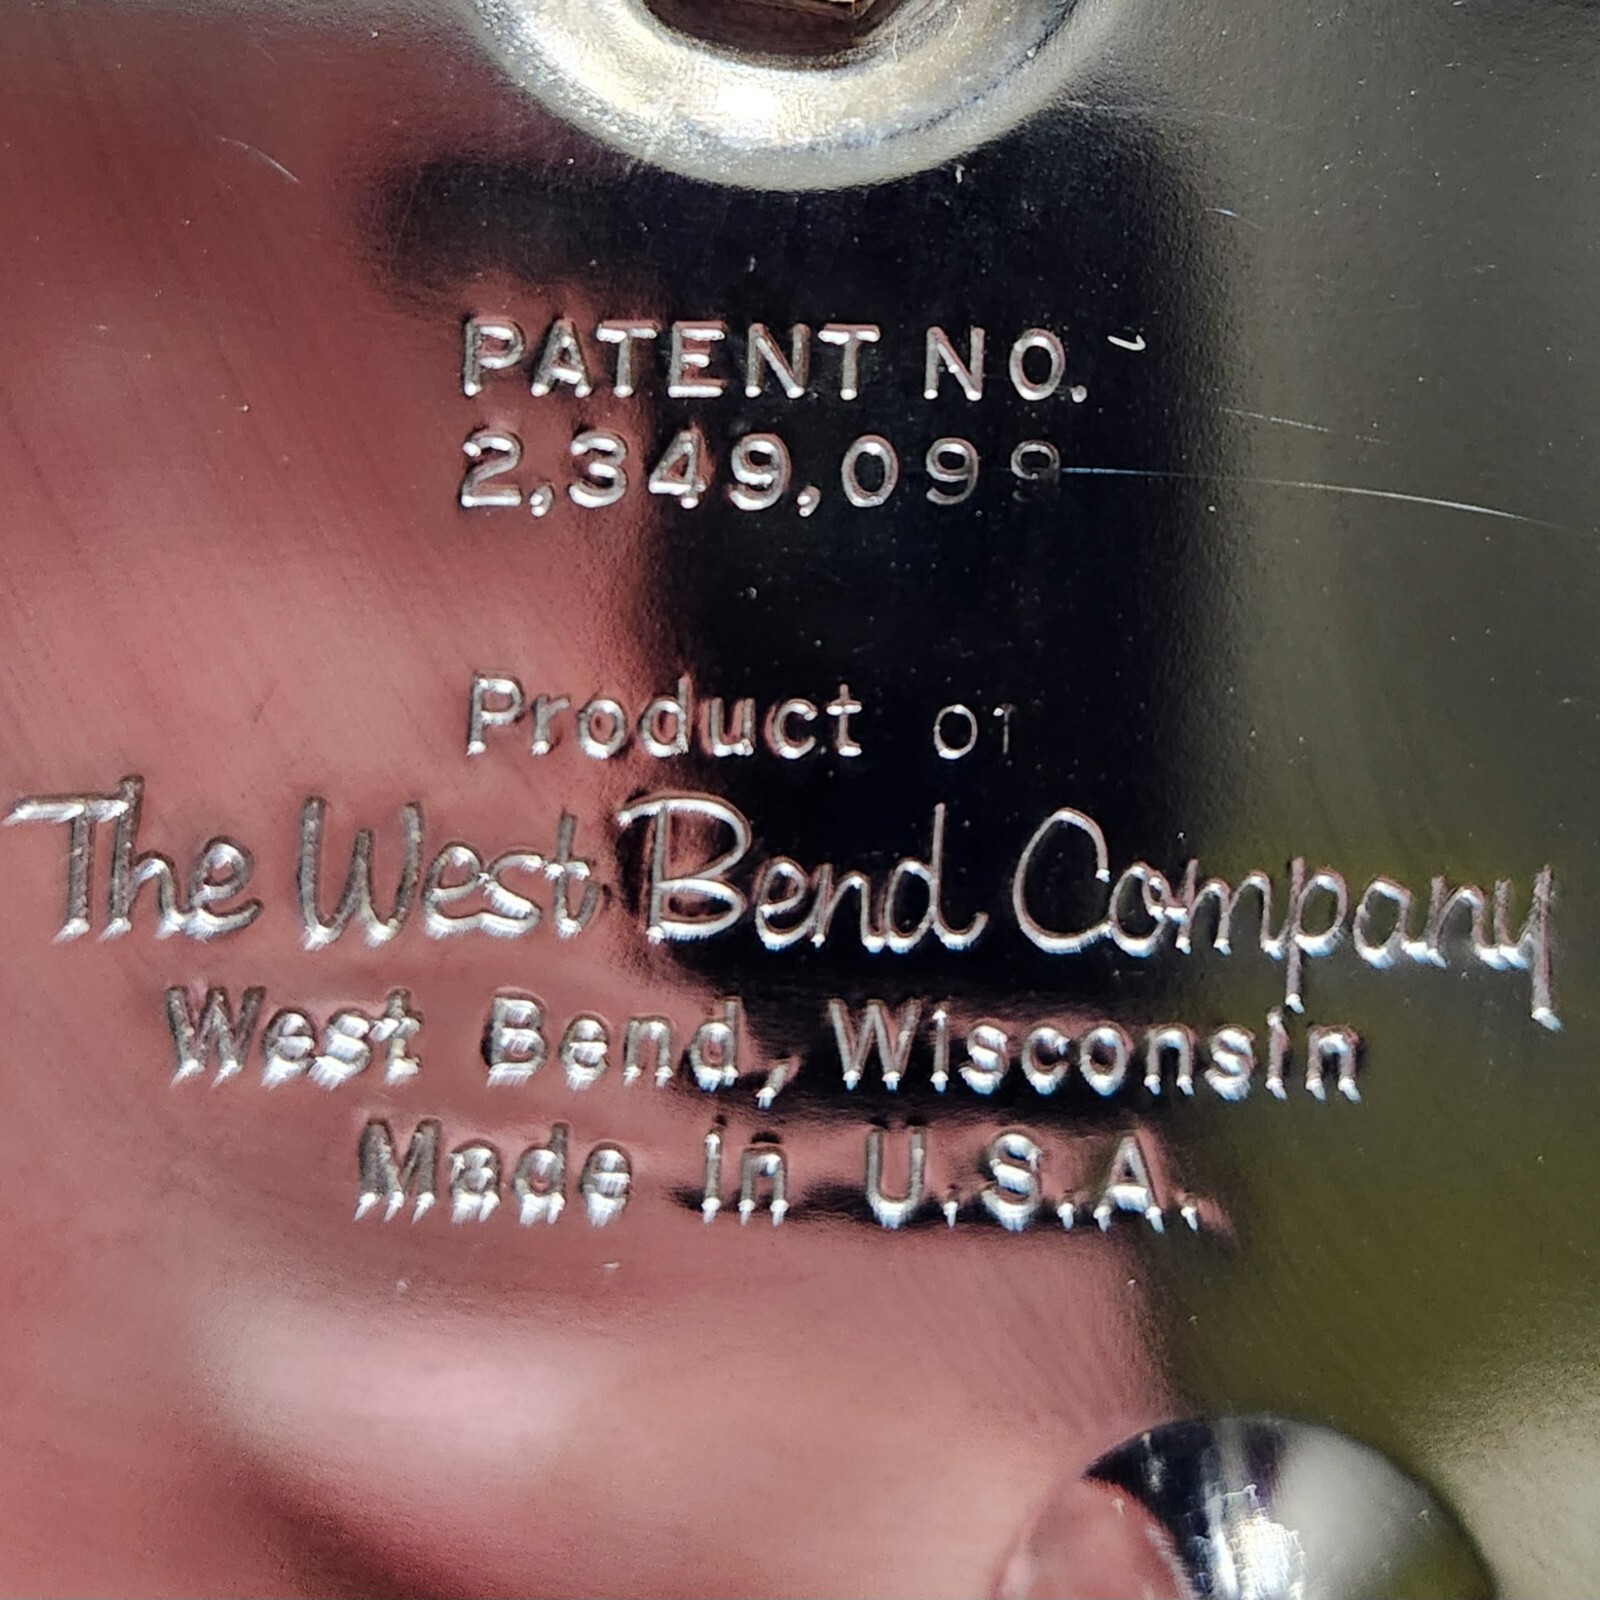 PATENT NO.
2,349,099
Product of
The West Bend Company
West Bend, Wisconsin
Made in U.S.A.